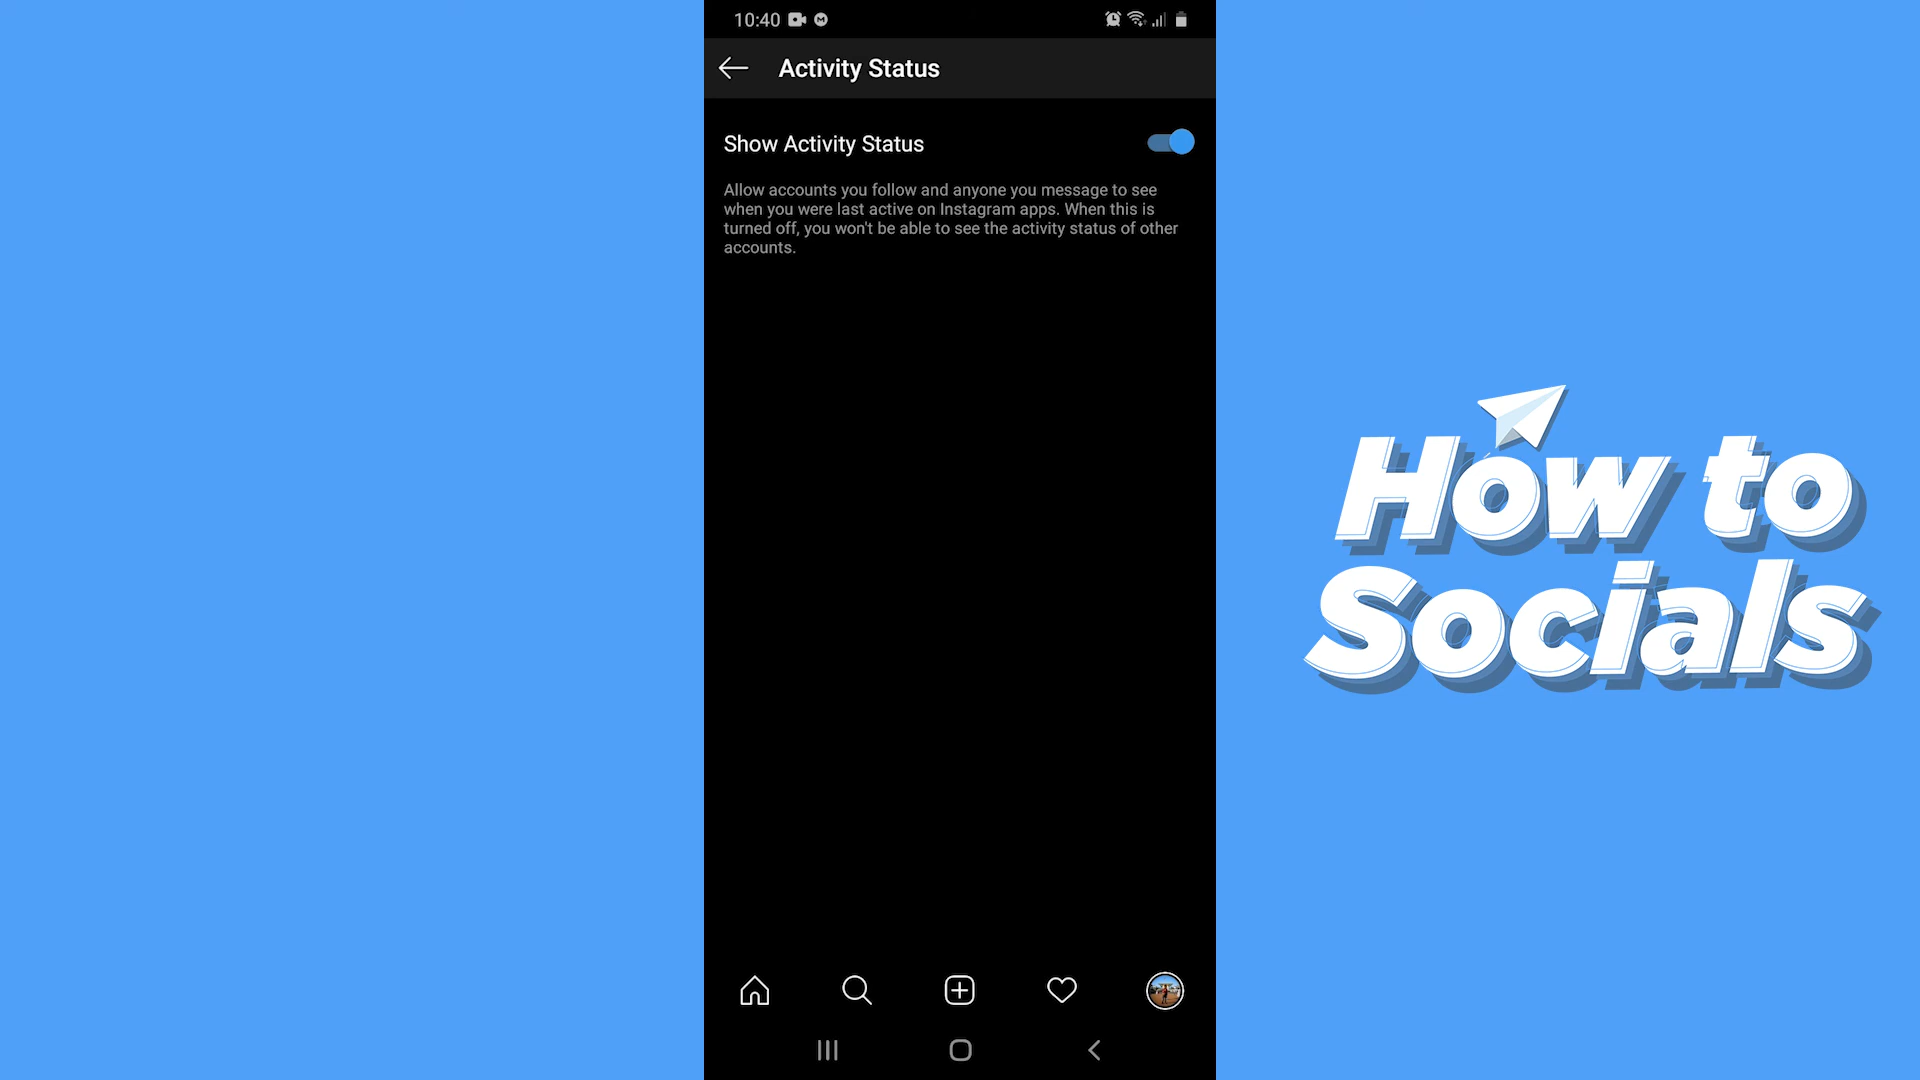 10:40
Activity Status
Show Activity Status
Allow accounts you follow and anyone you message to see
when you were last active on Instagram apps. When this is
turned off, you won't be able to see the activity status of other
accounts.
How to
Socials